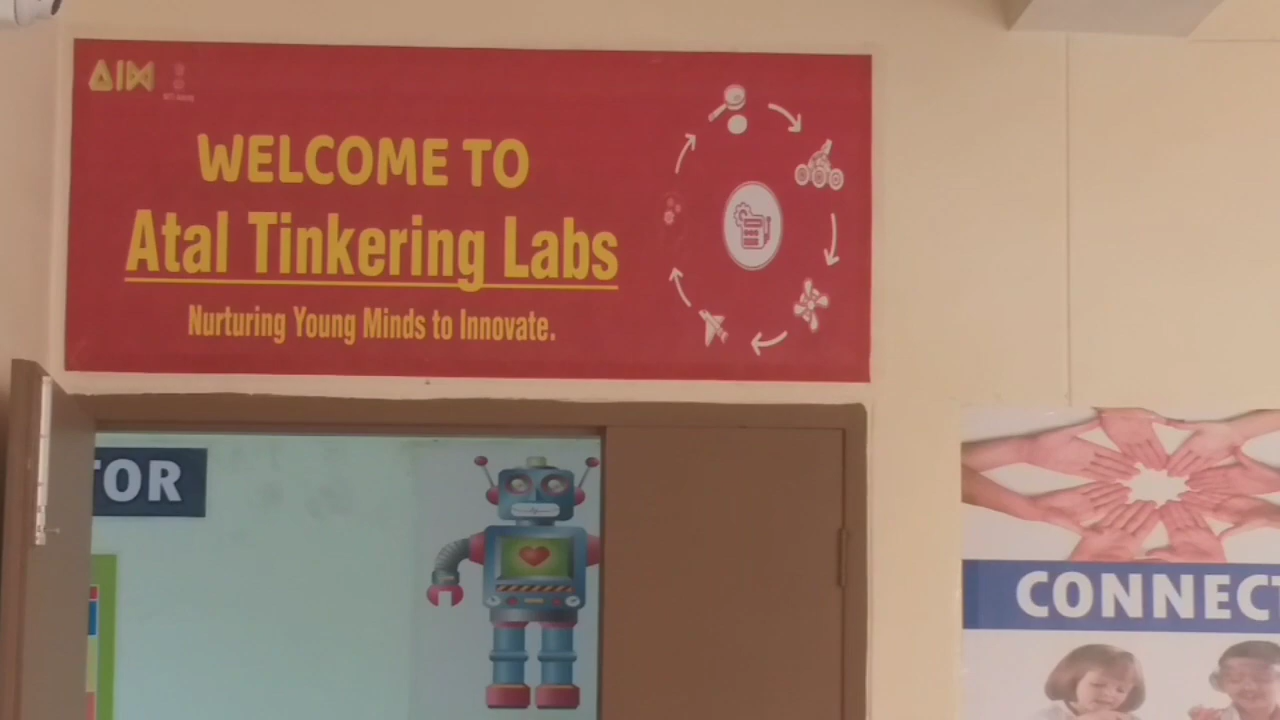 AIM
WELCOME TO
Atal Tinkering Labs
Nurturing Young Minds to Innovate.
TOR
CONNECT